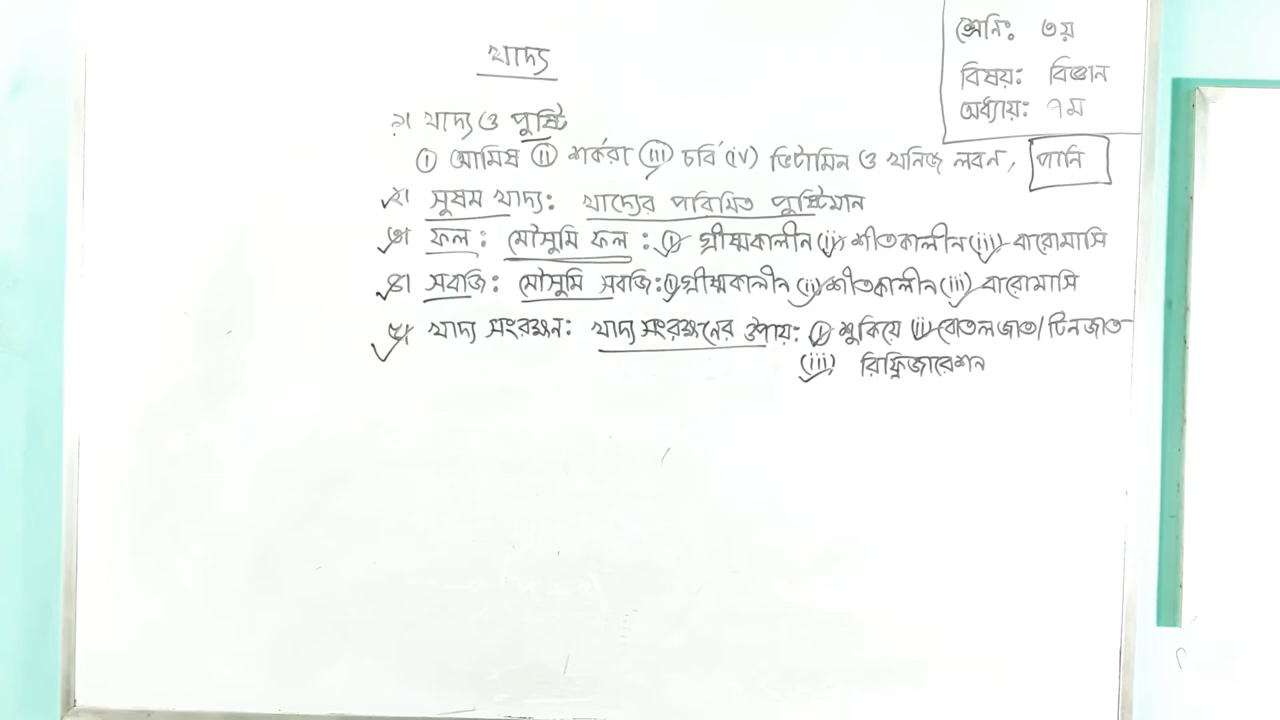 শ্রেনি: ৩য়
বিষয়: বিজ্ঞান
অধ্যায়: ৭ম
খাদ্য
১। খাদ্য ও পুষ্টি
(i) আমিষ (ii) শর্করা (iii) চর্বি (iv) ভিটামিন ও খনিজ লবন, পানি
২। সুষম খাদ্য: খাদ্যের পরিমিত পুষ্টিমান
৩। ফল: মৌসুমি ফল: (i) গ্রীষ্মকালীন (ii) শীতকালীন (iii) বারোমাসি
৪। সবজি: মৌসুমি সবজি: (i) গ্রীষ্মকালীন (ii) শীতকালীন (iii) বারোমাসি
৫। খাদ্য সংরক্ষন: খাদ্য সংরক্ষনের উপায়: (i) শুকিয়ে (ii) বোতলজাত/টিনজাত
(iii) রিফ্রিজারেশন